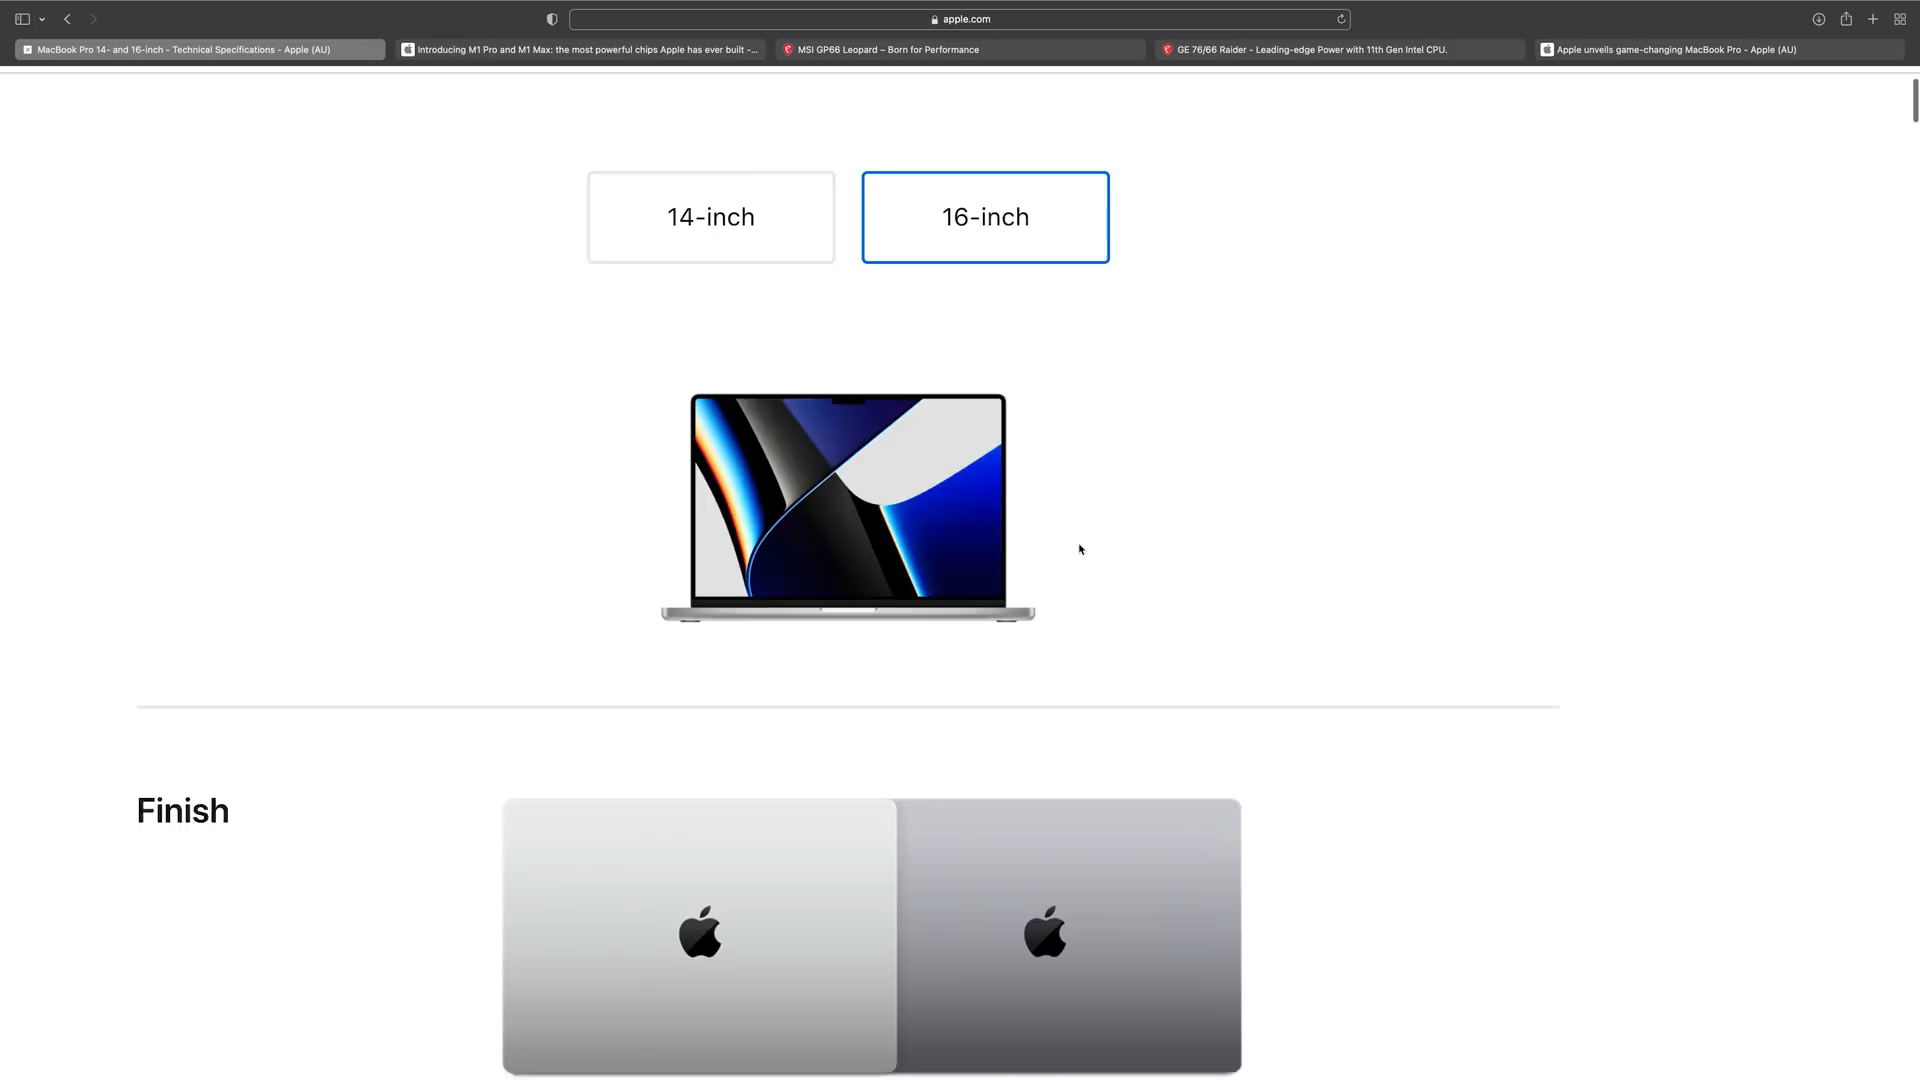 apple.com
MacBook Pro 14- and 16-inch - Technical Specifications - Apple (AU)
Introducing M1 Pro and M1 Max: the most powerful chips Apple has ever built -...
MSI GP66 Leopard – Born for Performance
GE 76/66 Raider - Leading-edge Power with 11th Gen Intel CPU.
Apple unveils game-changing MacBook Pro - Apple (AU)
14-inch
16-inch
Finish